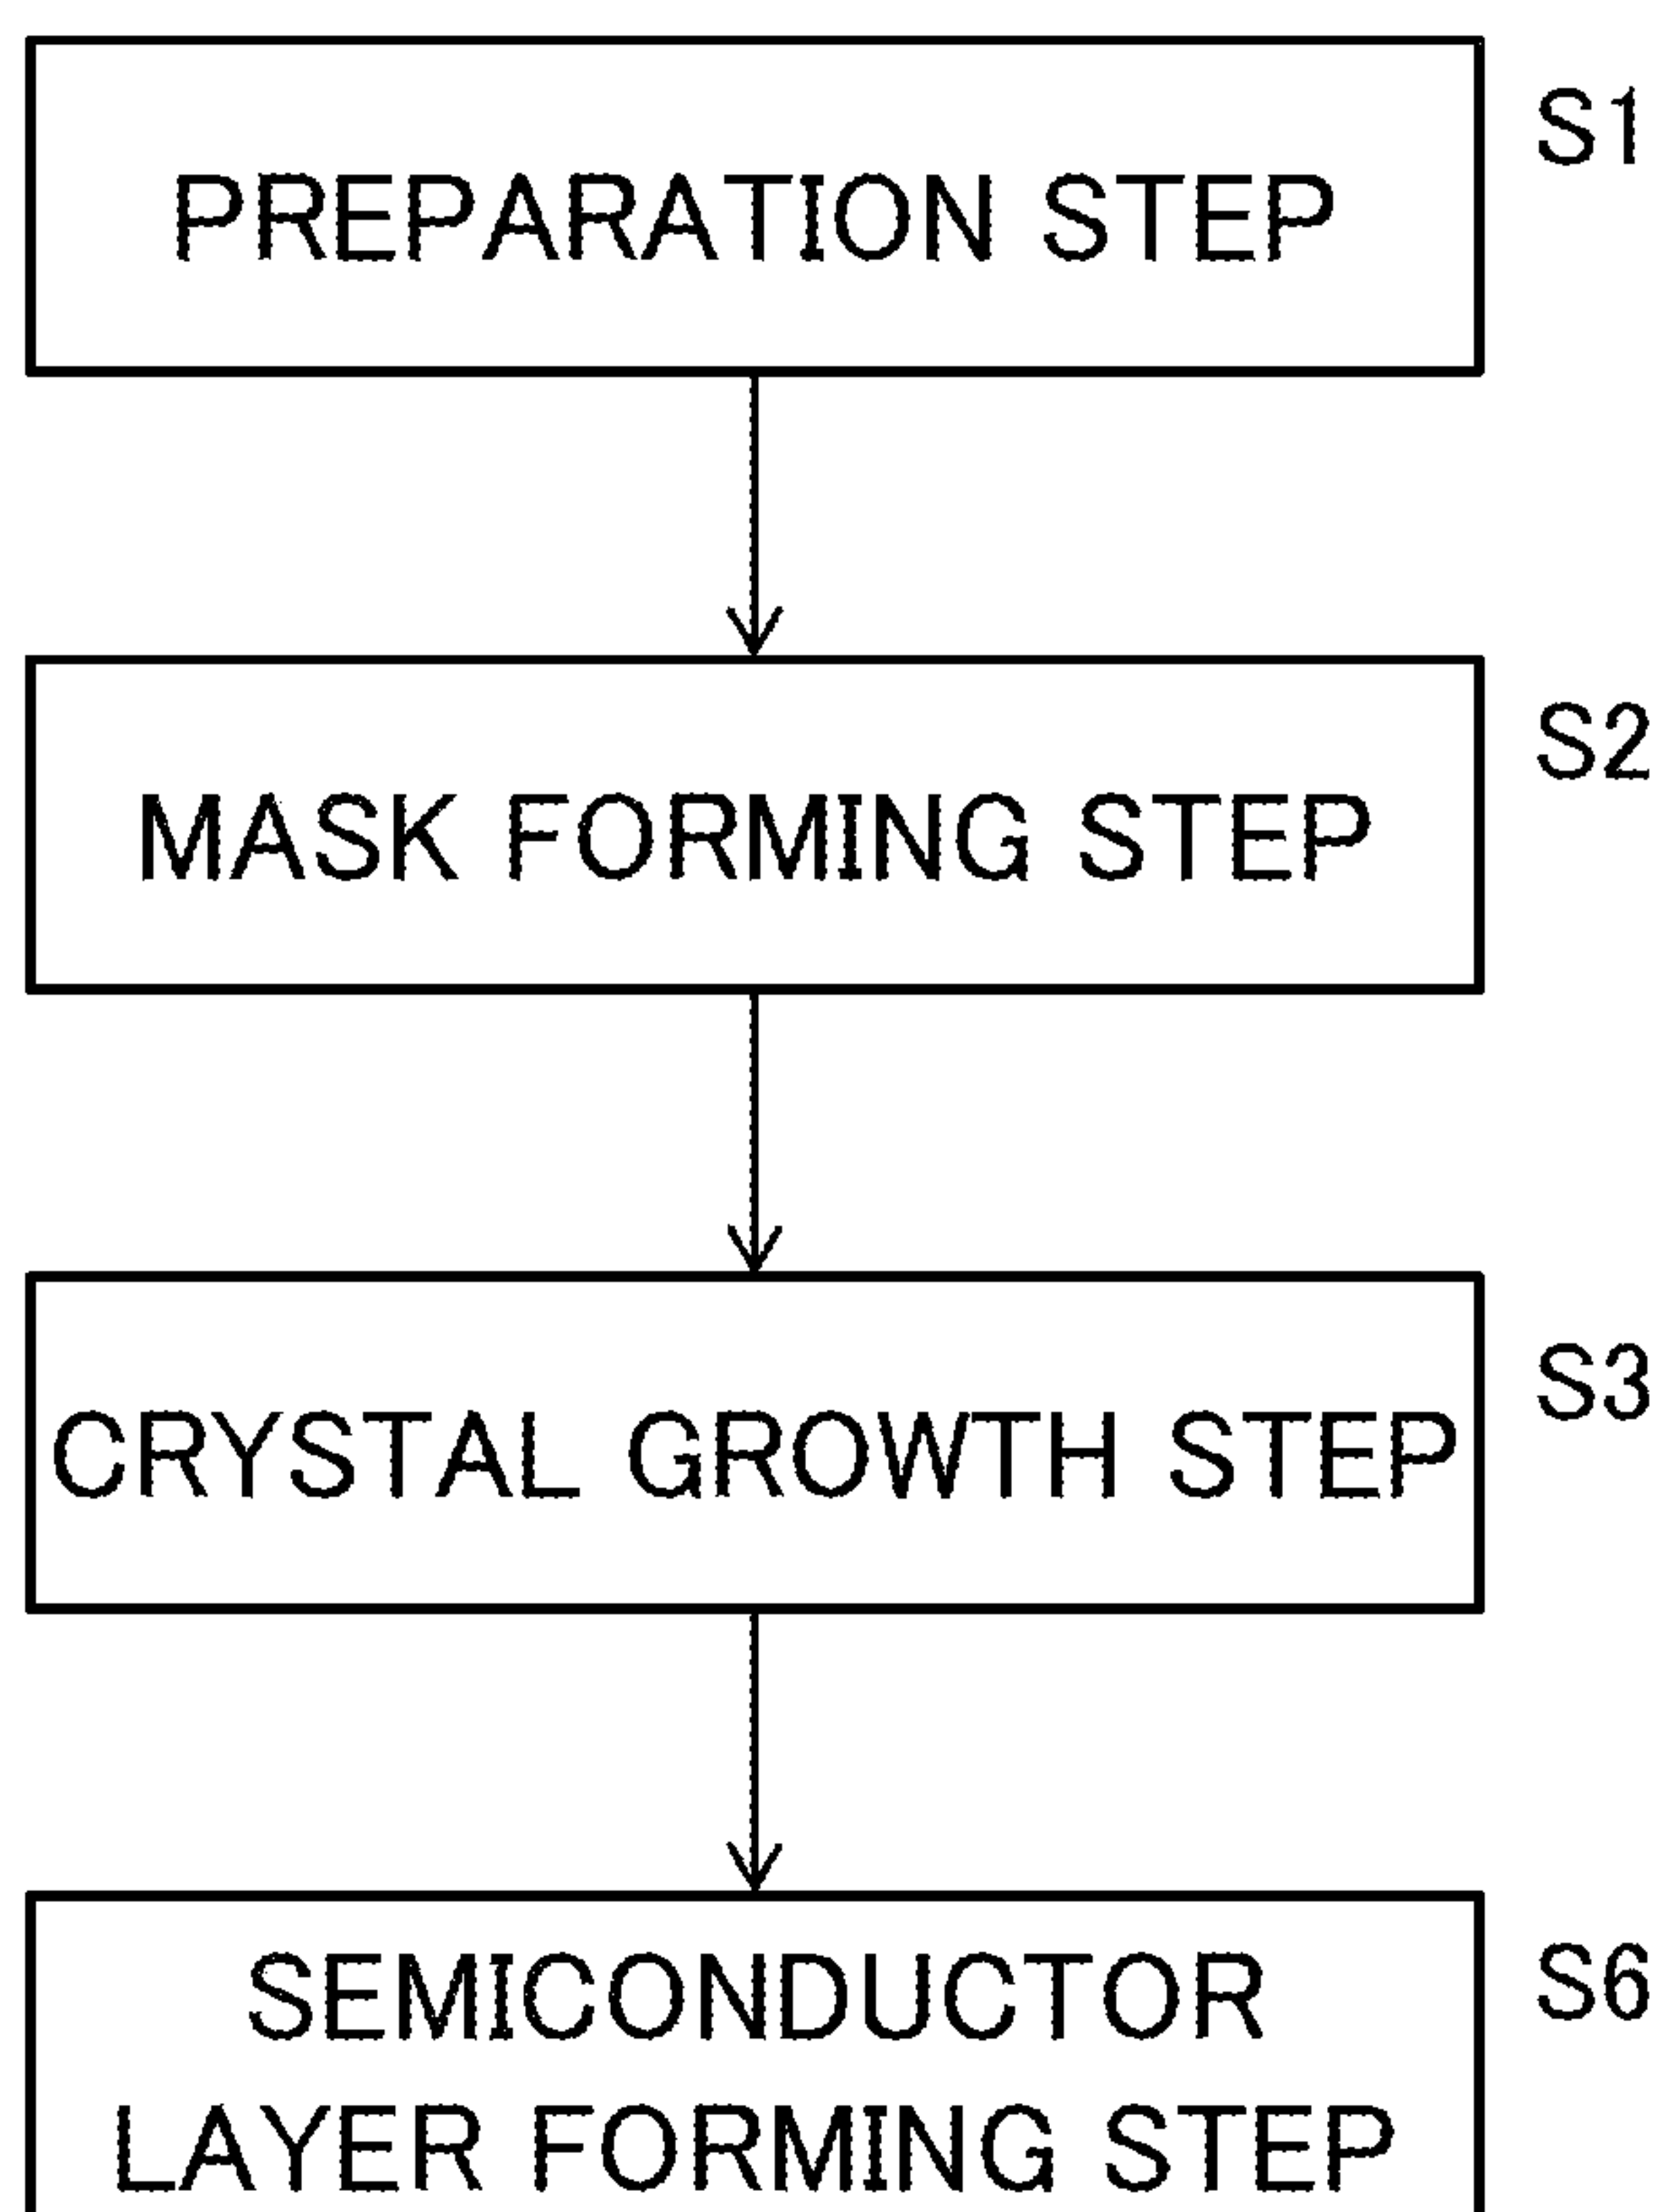 PREPARATION STEP
S1
MASK FORMING STEP
S2
CRYSTAL GROWTH STEP
S3
SEMICONDUCTOR
LAYER FORMING STEP
S6